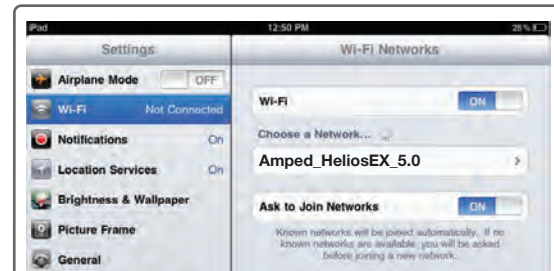 iPad
12:50 PM
28%
Settings
Wi-Fi Networks
Airplane Mode
OFF
Wi-Fi
Not Connected
Notifications
On
Location Services
On
Brightness & Wallpaper
Picture Frame
General
Wi-Fi
ON
Choose a Network...
Amped_HeliosEX_5.0
Ask to Join Networks
ON
Known networks will be joined automatically. If no
known networks are available, you will be asked
before joining a new network.